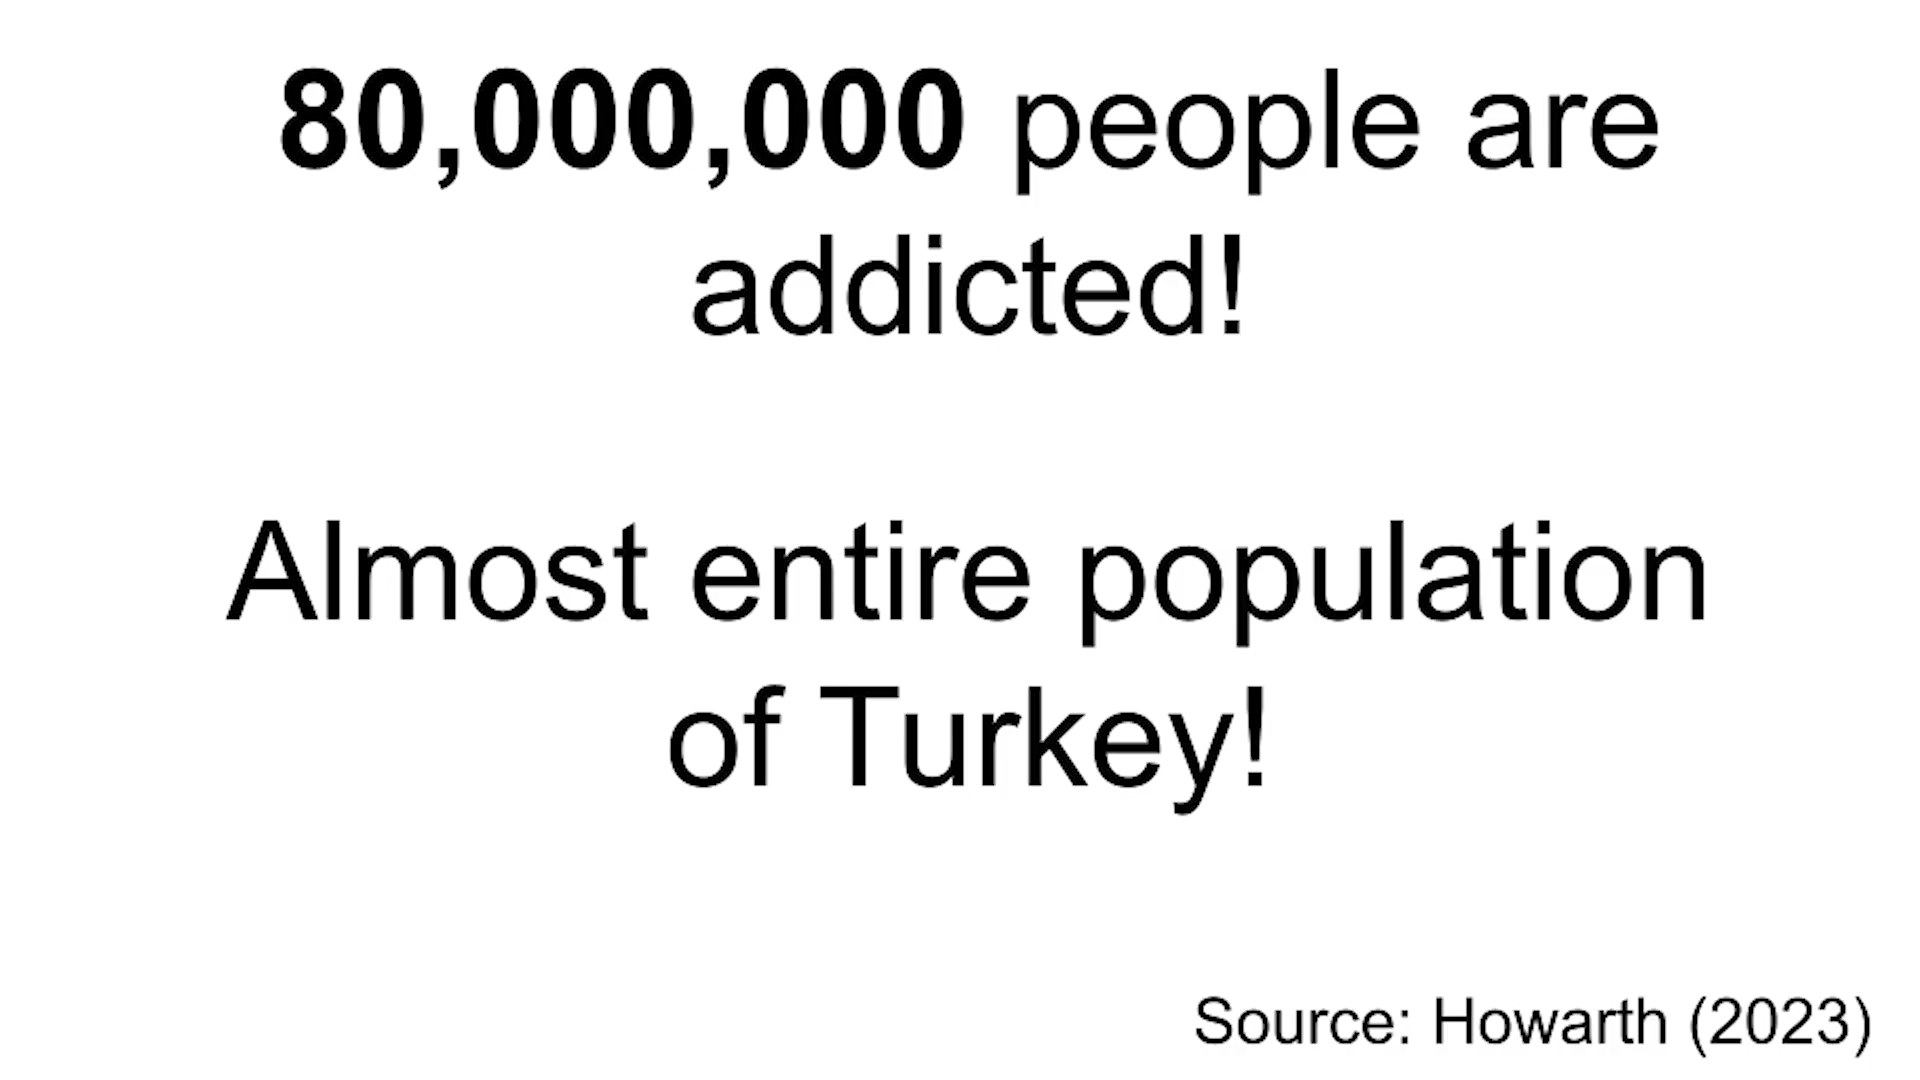 80,000,000 people are
addicted!
Almost entire population
of Turkey!
Source: Howarth (2023)